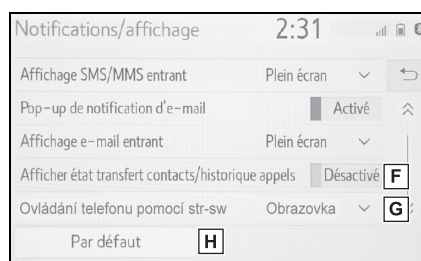 Notifications/affichage 2:31
Affichage SMS/MMS entrant Plein écran
Pop-up de notification d'e-mail Activé
Affichage e-mail entrant Plein écran
Afficher état transfert contacts/historique appels Désactivé F
Ovládání telefonu pomocí str-sw Obrazovka G
Par défaut H